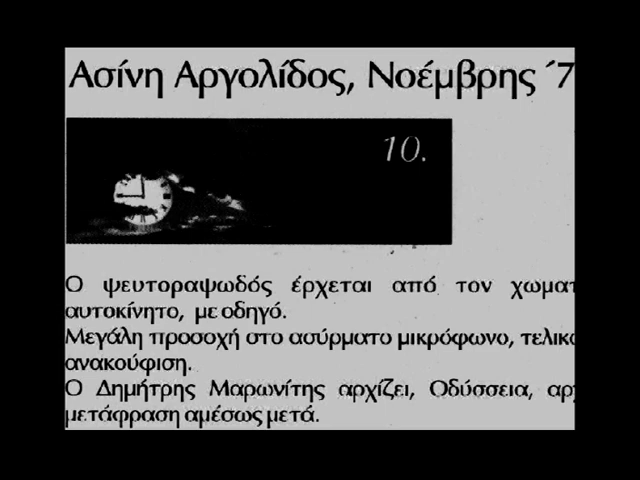 Ασίνη Αργολίδος, Νοέμβρης ΄7
10.
Ο ψευτοραψωδός έρχεται από τον χωματ
αυτοκίνητο, με οδηγό.
Μεγάλη προσοχή στο ασύρματο μικρόφωνο, τελικ
ανακούφιση.
Ο Δημήτρης Μαρωνίτης αρχίζει, Οδύσσεια, αρχ
μετάφραση αμέσως μετά.